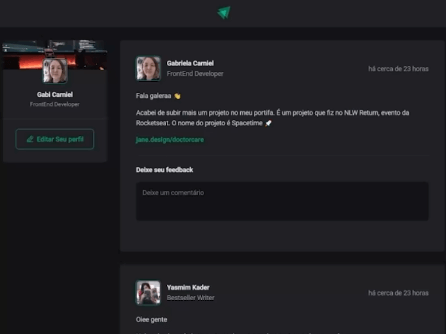 Gabi Camiel
FrontEnd Developer
Editar Seu perfil
Gabriela Camiel
FrontEnd Developer
há cerca de 23 horas
Fala galeraa 👋
Acabei de subir mais um projeto no meu portifa. É um projeto que fiz no NLW Return, evento da
Rocketseat. O nome do projeto é Spacetime 🚀
jane.design/doctorcare
Deixe seu feedback
Deixe um comentário
Yasmim Kader
Bestseller Writer
há cerca de 23 horas
Oiee gente